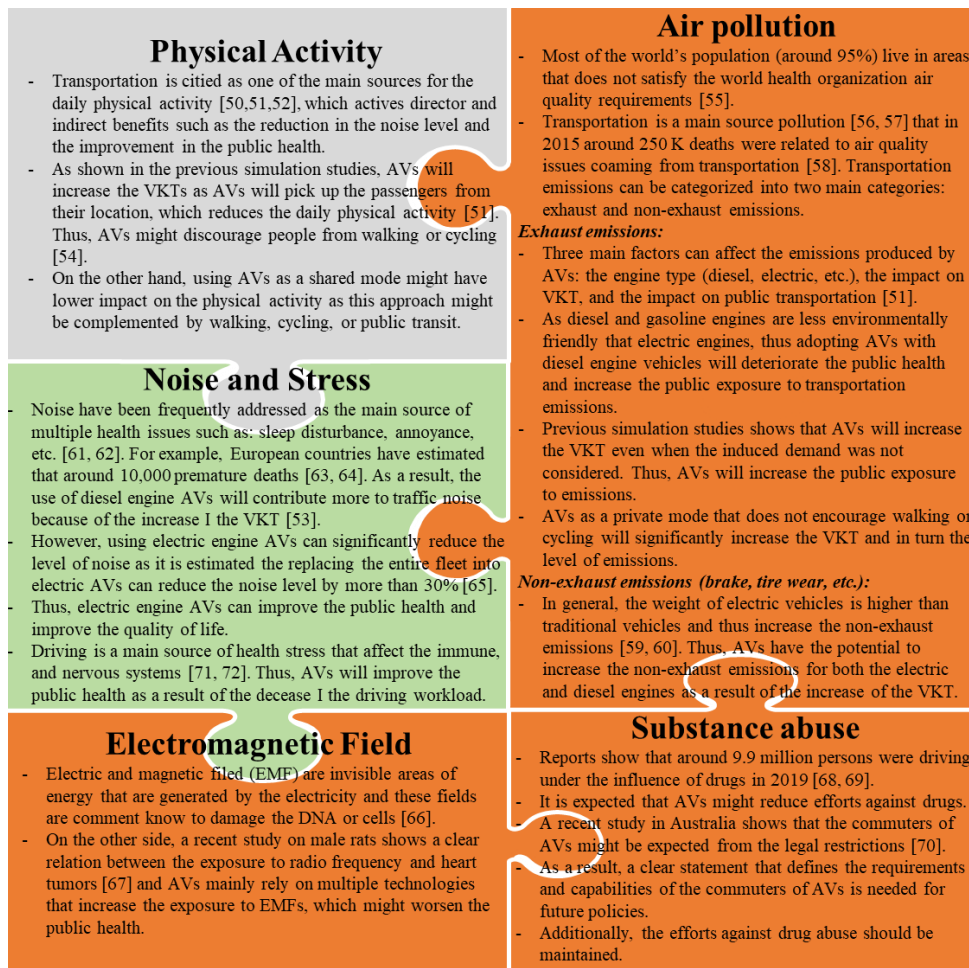 Physical Activity
- Transportation is citied as one of the main sources for the
daily physical activity [50,51,52], which actives director and
indirect benefits such as the reduction in the noise level and
the improvement in the public health.
- As shown in the previous simulation studies, AVs will
increase the VKTs as AVs will pick up the passengers from
their location, which reduces the daily physical activity [51].
Thus, AVs might discourage people from walking or cycling
[54].
- On the other hand, using AVs as a shared mode might have
lower impact on the physical activity as this approach might
be complemented by walking, cycling, or public transit.
Noise and Stress
- Noise have been frequently addressed as the main source of
multiple health issues such as: sleep disturbance, annoyance,
etc. [61, 62]. For example, European countries have estimated
that around 10,000 premature deaths [63, 64]. As a result, the
use of diesel engine AVs will contribute more to traffic noise
because of the increase I the VKT [53].
- However, using electric engine AVs can significantly reduce the
level of noise as it is estimated the replacing the entire fleet into
electric AVs can reduce the noise level by more than 30% [65].
- Thus, electric engine AVs can improve the public health and
improve the quality of life.
- Driving is a main source of health stress that affect the immune,
and nervous systems [71, 72]. Thus, AVs will improve the
public health as a result of the decease I the driving workload.
Electromagnetic Field
- Electric and magnetic filed (EMF) are invisible areas of
energy that are generated by the electricity and these fields
are comment know to damage the DNA or cells [66].
- On the other side, a recent study on male rats shows a clear
relation between the exposure to radio frequency and heart
tumors [67] and AVs mainly rely on multiple technologies
that increase the exposure to EMFs, which might worsen the
public health.
Air pollution
- Most of the world's population (around 95%) live in areas
that does not satisfy the world health organization air
quality requirements [55].
- Transportation is a main source pollution [56, 57] that in
2015 around 250 K deaths were related to air quality
issues coaming from transportation [58]. Transportation
emissions can be categorized into two main categories:
exhaust and non-exhaust emissions.
Exhaust emissions:
- Three main factors can affect the emissions produced by
AVs: the engine type (diesel, electric, etc.), the impact on
VKT, and the impact on public transportation [51].
- As diesel and gasoline engines are less environmentally
friendly that electric engines, thus adopting AVs with
diesel engine vehicles will deteriorate the public health
and increase the public exposure to transportation
emissions.
- Previous simulation studies shows that AVs will increase
the VKT even when the induced demand was not
considered. Thus, AVs will increase the public exposure
to emissions.
- AVs as a private mode that does not encourage walking or
cycling will significantly increase the VKT and in turn the
level of emissions.
Non-exhaust emissions (brake, tire wear, etc.):
- In general, the weight of electric vehicles is higher than
traditional vehicles and thus increase the non-exhaust
emissions [59, 60]. Thus, AVs have the potential to
increase the non-exhaust emissions for both the electric
and diesel engines as a result of the increase of the VKT.
Substance abuse
- Reports show that around 9.9 million persons were driving
under the influence of drugs in 2019 [68, 69].
- It is expected that AVs might reduce efforts against drugs.
- A recent study in Australia shows that the commuters of
AVs might be expected from the legal restrictions [70].
- As a result, a clear statement that defines the requirements
and capabilities of the commuters of AVs is needed for
future policies.
- Additionally, the efforts against drug abuse should be
maintained.